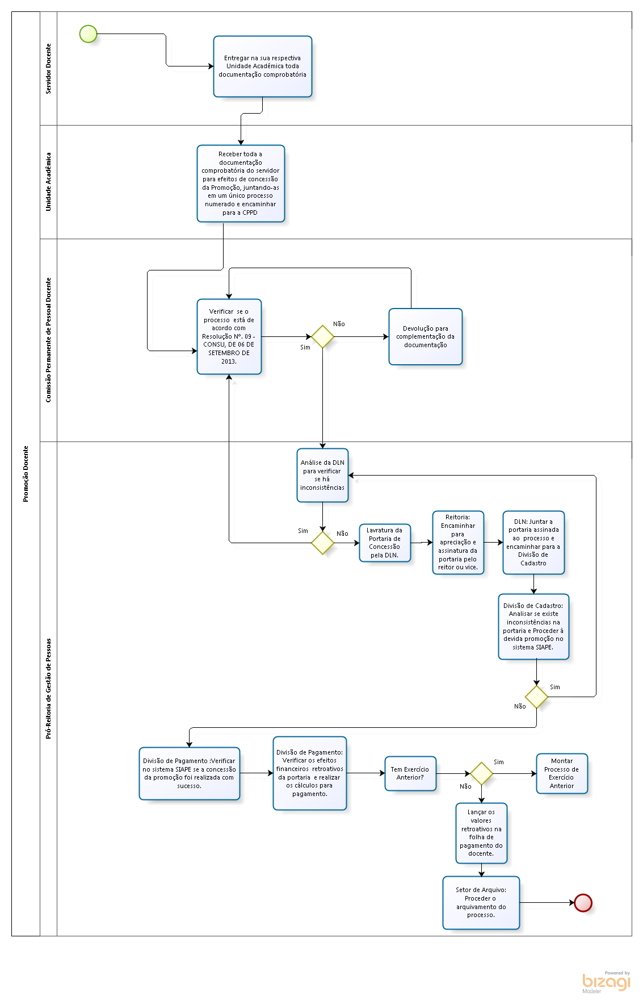 Promoção Docente
Servidor Docente
Entregar na sua respectiva
Unidade Acadêmica toda
documentação comprobatória
Unidade Acadêmica
Receber toda a
documentação
comprobatória do servidor
para efeitos de concessão
da Promoção, juntando-as
em um único processo
numerado e encaminhar
para a CPPD
Comissão Permanente de Pessoal Docente
Verificar se o
processo está de
acordo com
Resolução Nº. 09 -
CONSU, DE 06 DE
SETEMBRO DE
2013.
Não
Sim
Devolução para
complementação da
documentação
Pró-Reitoria de Gestão de Pessoas
Análise da DLN
para verificar
se há
inconsistências
Sim
Não
Lavratura da
Portaria de
Concessão
pela DLN.
Reitoria:
Encaminhar
para
apreciação e
assinatura da
portaria pelo
reitor ou vice.
DLN: Juntar a
portaria assinada
ao processo e
encaminhar para a
Divisão de
Cadastro
Divisão de Cadastro:
Analisar se existe
inconsistências na
portaria e Proceder à
devida promoção no
sistema SIAPE.
Sim
Não
Divisão de Pagamento :Verificar
no sistema SIAPE se a concessão
da promoção foi realizada com
sucesso.
Divisão de Pagamento:
Verificar os efeitos
financeiros retroativos
da portaria e realizar
os cálculos para
pagamento.
Tem Exercício
Anterior?
Sim
Não
Montar
Processo de
Exercício
Anterior
Lançar os
valores
retroativos na
folha de
pagamento do
docente.
Setor de Arquivo:
Proceder o
arquivamento do
processo.
Powered by
bizagi
Modeler